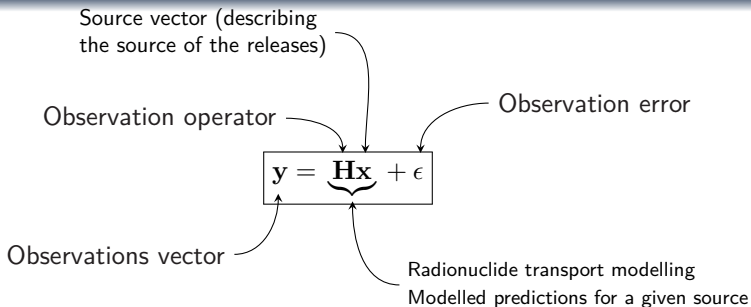 Source vector (describing
the source of the releases)
Observation operator
Observation error
y = Hx + ϵ
Observations vector
Radionuclide transport modelling
Modelled predictions for a given source